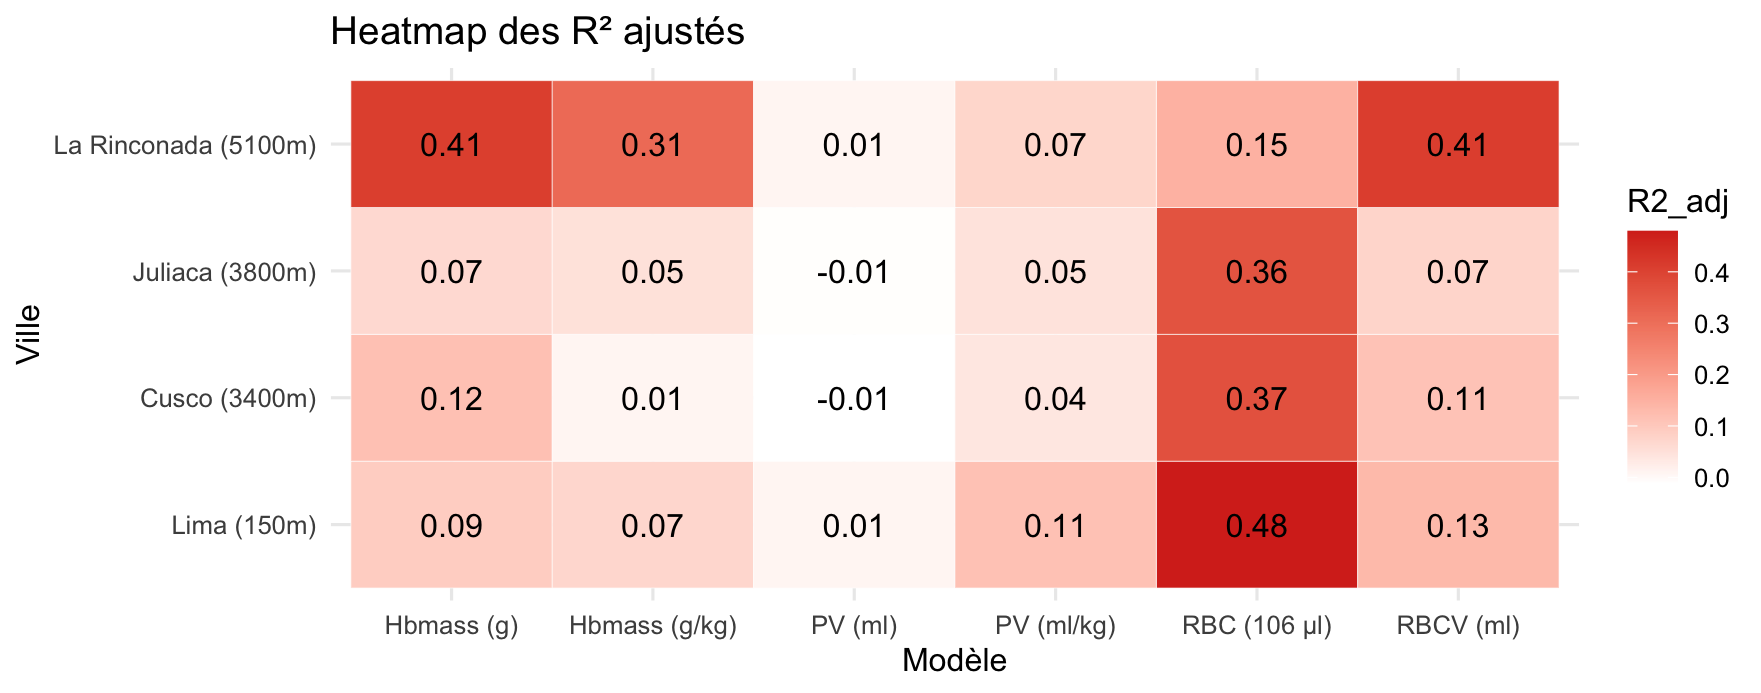 Heatmap des R² ajustés
Ville
La Rinconada (5100m) 0.41 0.31 0.01 0.07 0.15 0.41
Juliaca (3800m) 0.07 0.05 -0.01 0.05 0.36 0.07
Cusco (3400m) 0.12 0.01 -0.01 0.04 0.37 0.11
Lima (150m) 0.09 0.07 0.01 0.11 0.48 0.13
Hbmass (g) Hbmass (g/kg) PV (ml) PV (ml/kg) RBC (106 µl) RBCV (ml)
Modèle
R2_adj
0.4
0.3
0.2
0.1
0.0